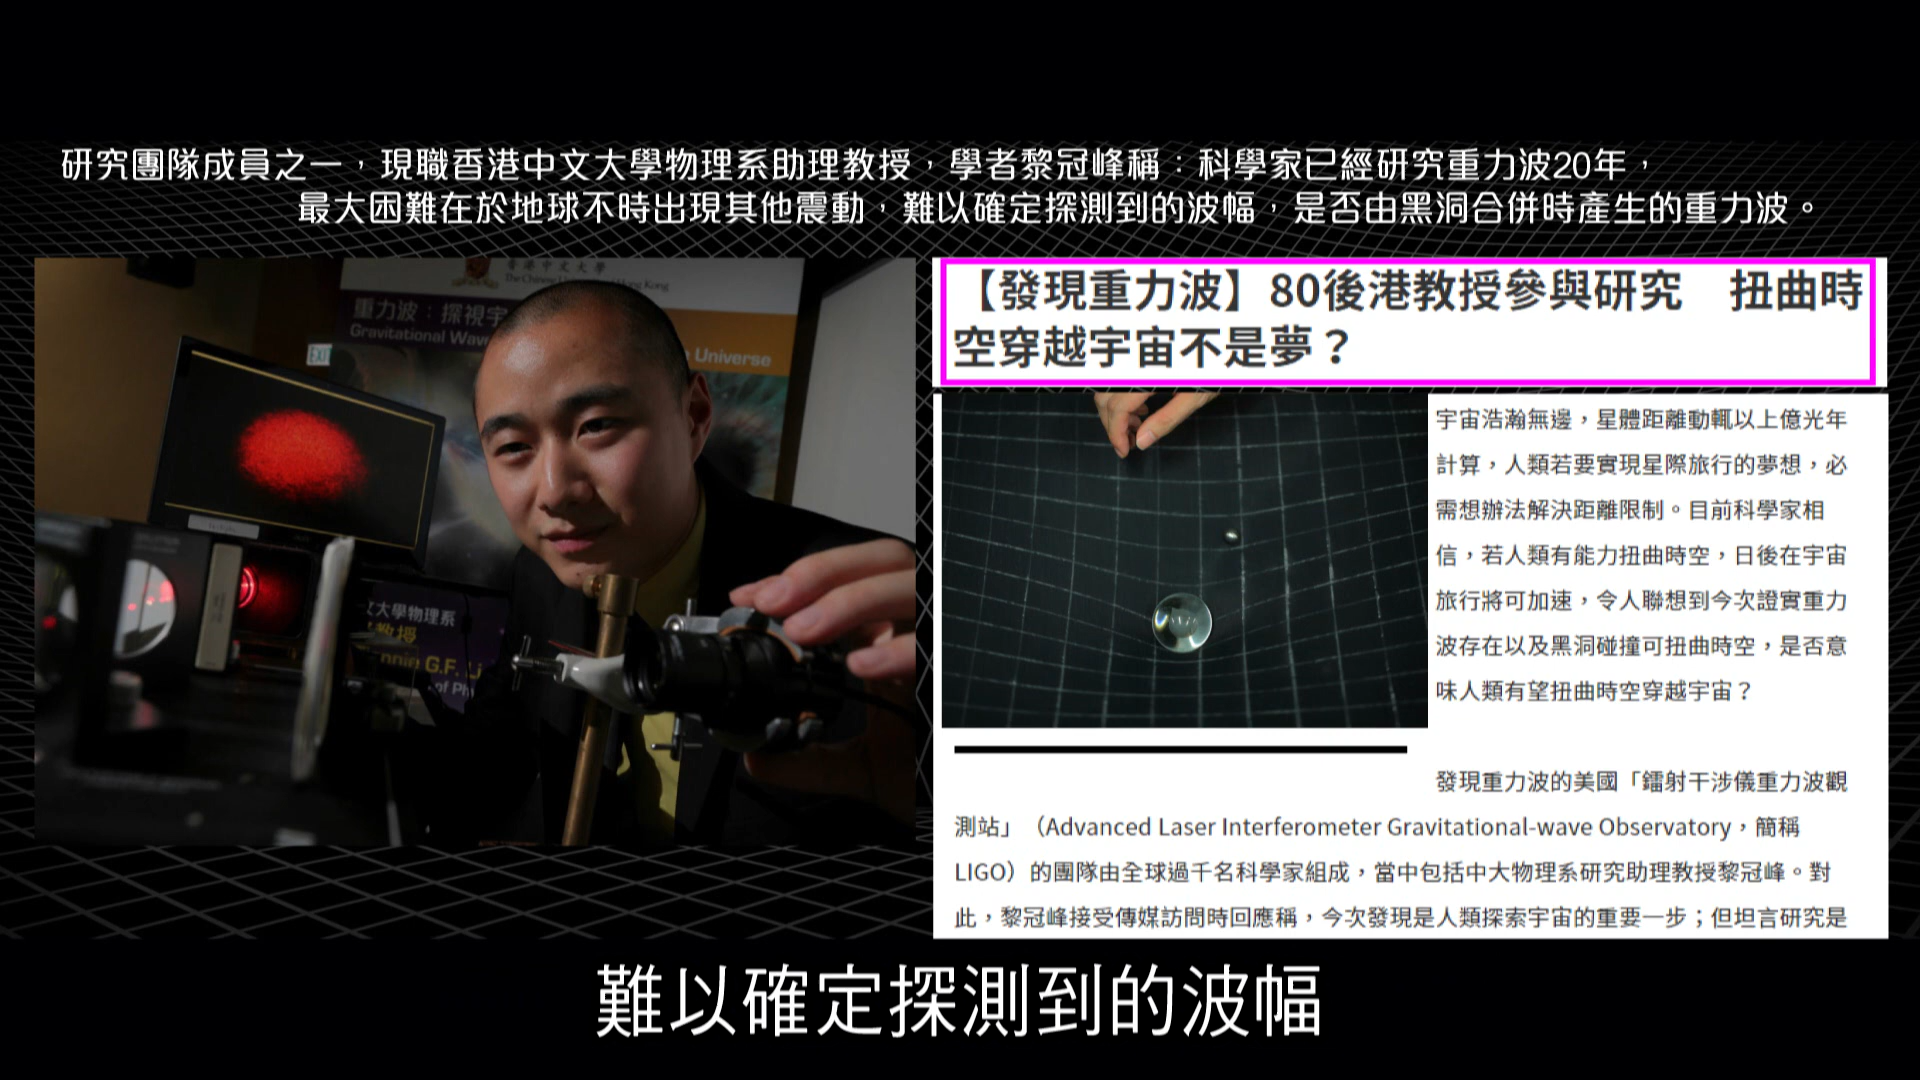 研究團隊成員之一，現職香港中文大學物理系助理教授，學者黎冠峰稱：科學家已經研究重力波20年，
最大困難在於地球不時出現其他震動，難以確定探測到的波幅，是否由黑洞合併時產生的重力波。
香港中文大學
The Chinese University of Hong Kong
重力波：探視宇
Gravitational Wave
Universe
EXIT
大學物理系
教授
G.F. Li
of Ph
【發現重力波】80後港教授參與研究　扭曲時
空穿越宇宙不是夢？
宇宙浩瀚無邊，星體距離動輒以上億光年
計算，人類若要實現星際旅行的夢想，必
需想辦法解決距離限制。目前科學家相
信，若人類有能力扭曲時空，日後在宇宙
旅行將可加速，令人聯想到今次證實重力
波存在以及黑洞碰撞可扭曲時空，是否意
味人類有望扭曲時空穿越宇宙？
發現重力波的美國「鐳射干涉儀重力波觀
測站」（Advanced Laser Interferometer Gravitational-wave Observatory，簡稱
LIGO）的團隊由全球過千名科學家組成，當中包括中大物理系研究助理教授黎冠峰。對
此，黎冠峰接受傳媒訪問時回應稱，今次發現是人類探索宇宙的重要一步；但坦言研究是
難以確定探測到的波幅